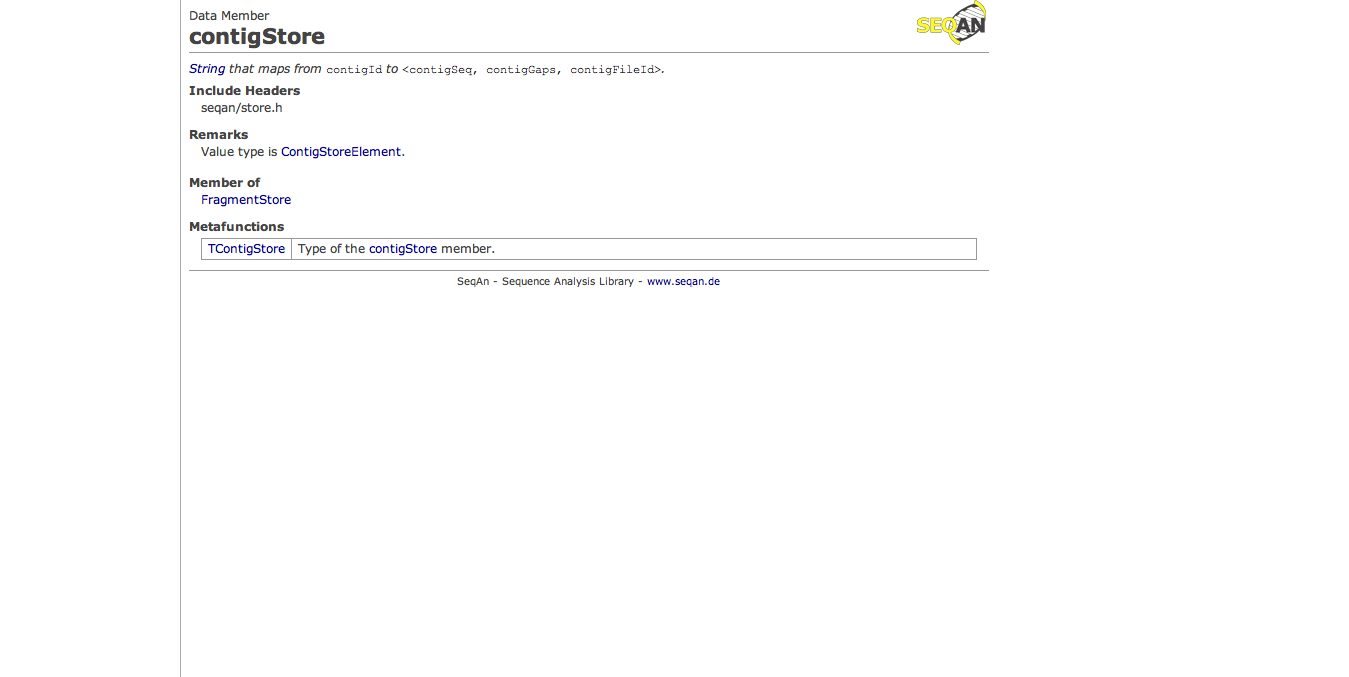 Data Member
contigStore
SEQAN
String that maps from contigId to <contigSeq, contigGaps, contigFileId>.
Include Headers
seqan/store.h
Remarks
Value type is ContigStoreElement.
Member of
FragmentStore
Metafunctions
TContigStore Type of the contigStore member.
SeqAn - Sequence Analysis Library - www.seqan.de